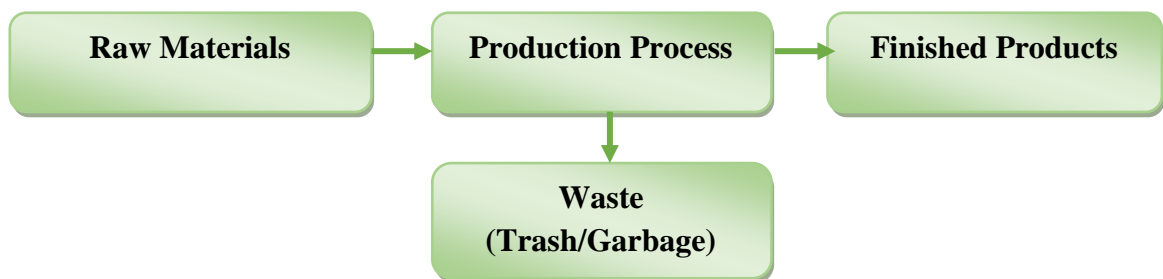 Raw Materials
Production Process
Finished Products
Waste
(Trash/Garbage)